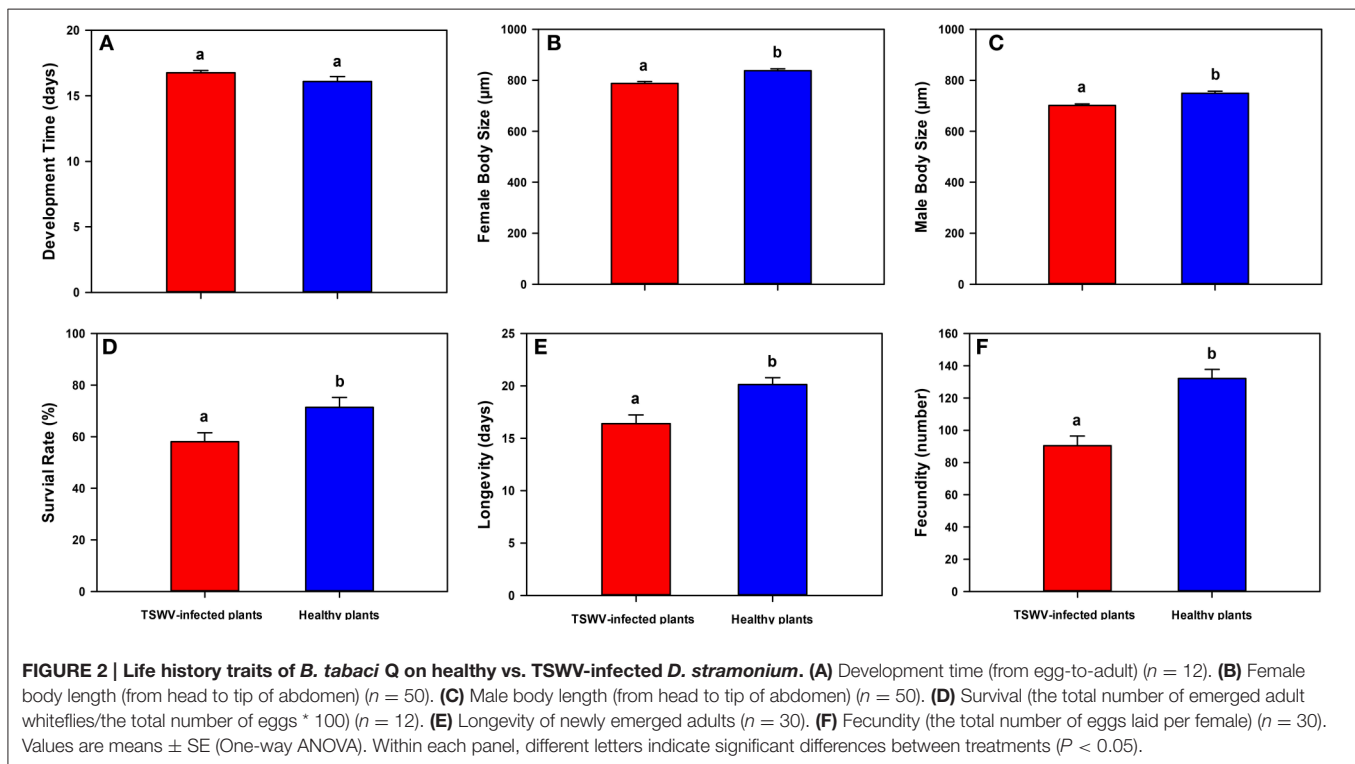 A
Development Time (days)
20
15
10
5
0
a
a
B
Female Body Size (µm)
1000
800
600
400
200
0
a
b
C
Male Body Size (µm)
1000
800
600
400
200
0
a
b
D
Survial Rate (%)
100
80
60
40
20
0
a
b
TSWV-infected plants
Healthy plants
E
Longevity (days)
25
20
15
10
5
0
a
b
TSWV-infected plants
Healthy plants
F
Fecundity (number)
160
140
120
100
80
60
40
20
0
a
b
TSWV-infected plants
Healthy plants
FIGURE 2 | Life history traits of B. tabaci Q on healthy vs. TSWV-infected D. stramonium. (A) Development time (from egg-to-adult) (n = 12). (B) Female
body length (from head to tip of abdomen) (n = 50). (C) Male body length (from head to tip of abdomen) (n = 50). (D) Survival (the total number of emerged adult
whiteflies/the total number of eggs * 100) (n = 12). (E) Longevity of newly emerged adults (n = 30). (F) Fecundity (the total number of eggs laid per female) (n = 30).
Values are means ± SE (One-way ANOVA). Within each panel, different letters indicate significant differences between treatments (P < 0.05).